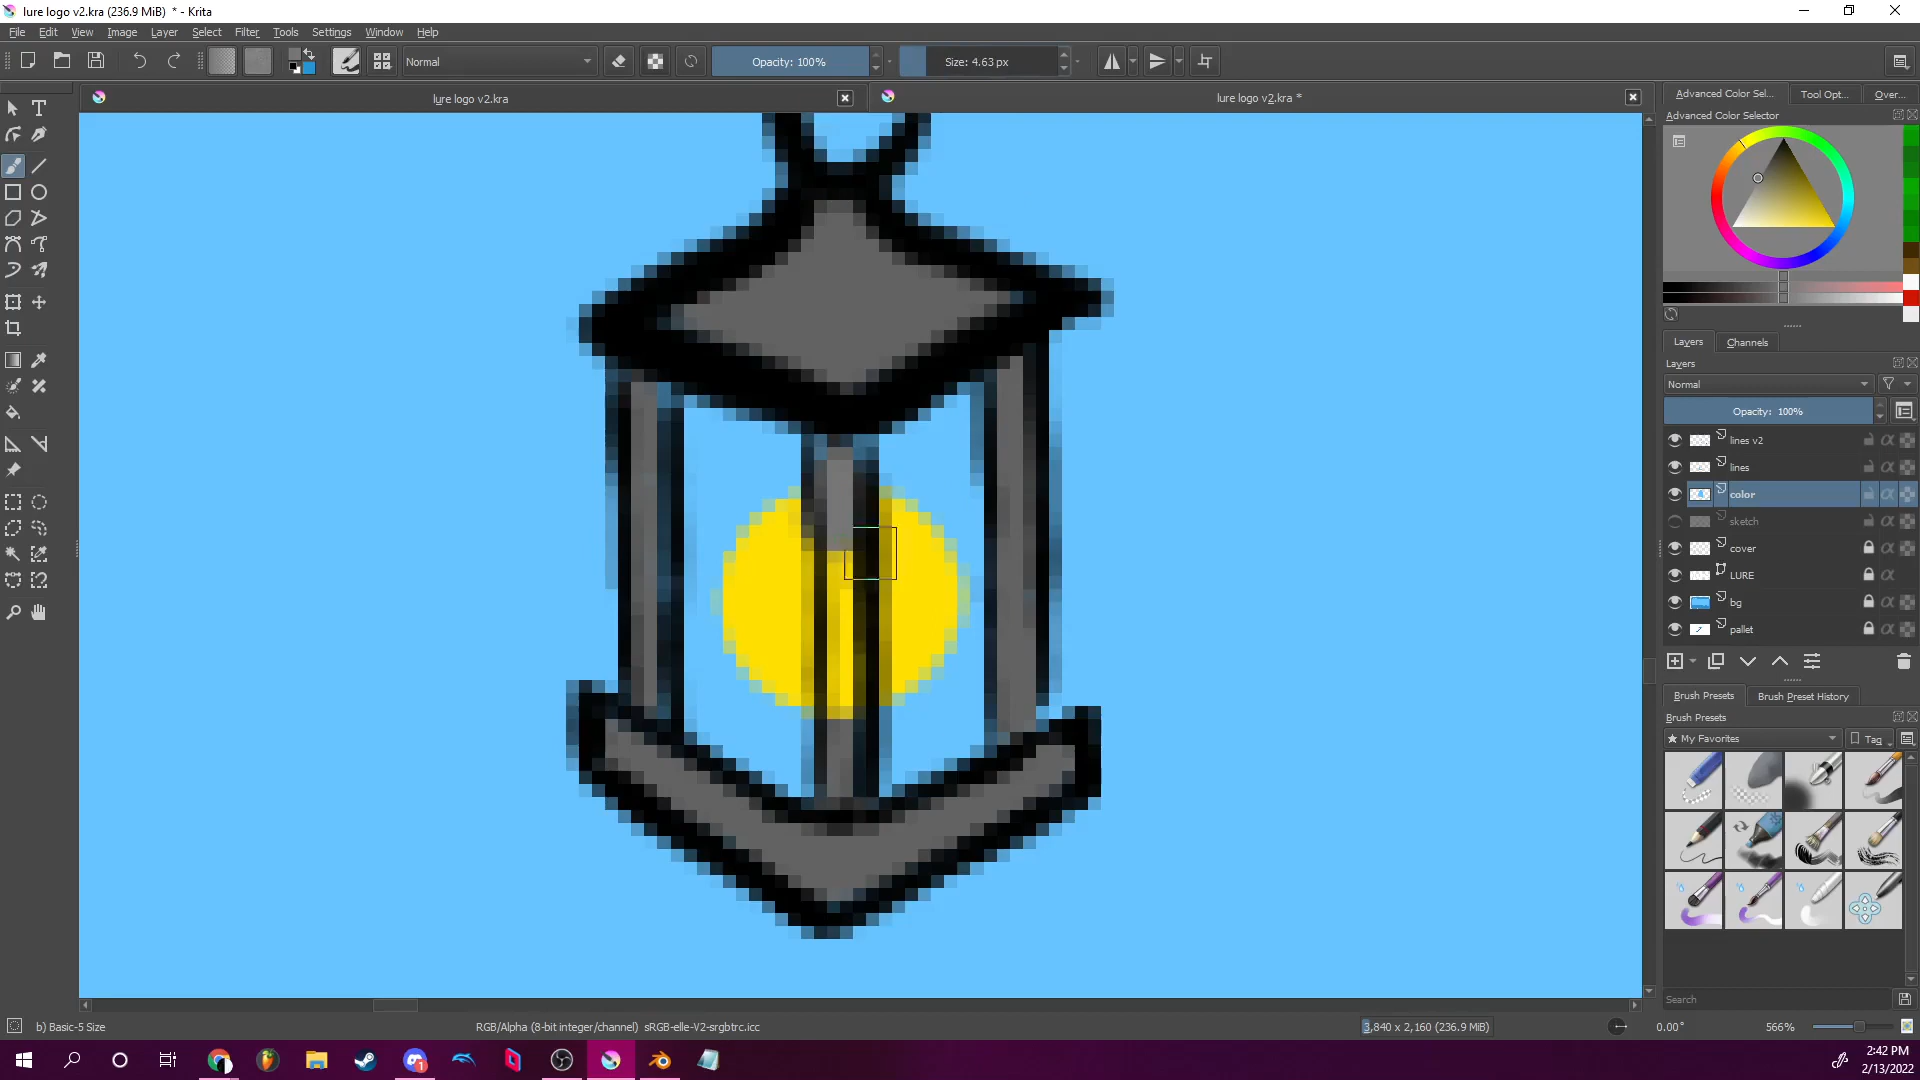 lure logo v2.kra (236.9 MiB)  * - Krita
File Edit View Image Layer Select Filter Tools Settings Window Help
Normal
Opacity: 100%
Size: 4.63 px
lure logo v2.kra
lure logo v2.kra *
Advanced Color Sel...
Tool Opt...
Over...
Advanced Color Selector
Layers
Channels
Layers
Normal
Opacity: 100%
lines v2
lines
color
sketch
cover
LURE
bg
pallet
Brush Presets
Brush Preset History
Brush Presets
★ My Favorites
Tag
Search
b) Basic-5 Size
RGB/Alpha (8-bit integer/channel)  sRGB-elle-V2-srgbtrc.icc
3,840 x 2,160 (236.9 MiB)
0.00°
566%
2:42 PM
2/13/2022